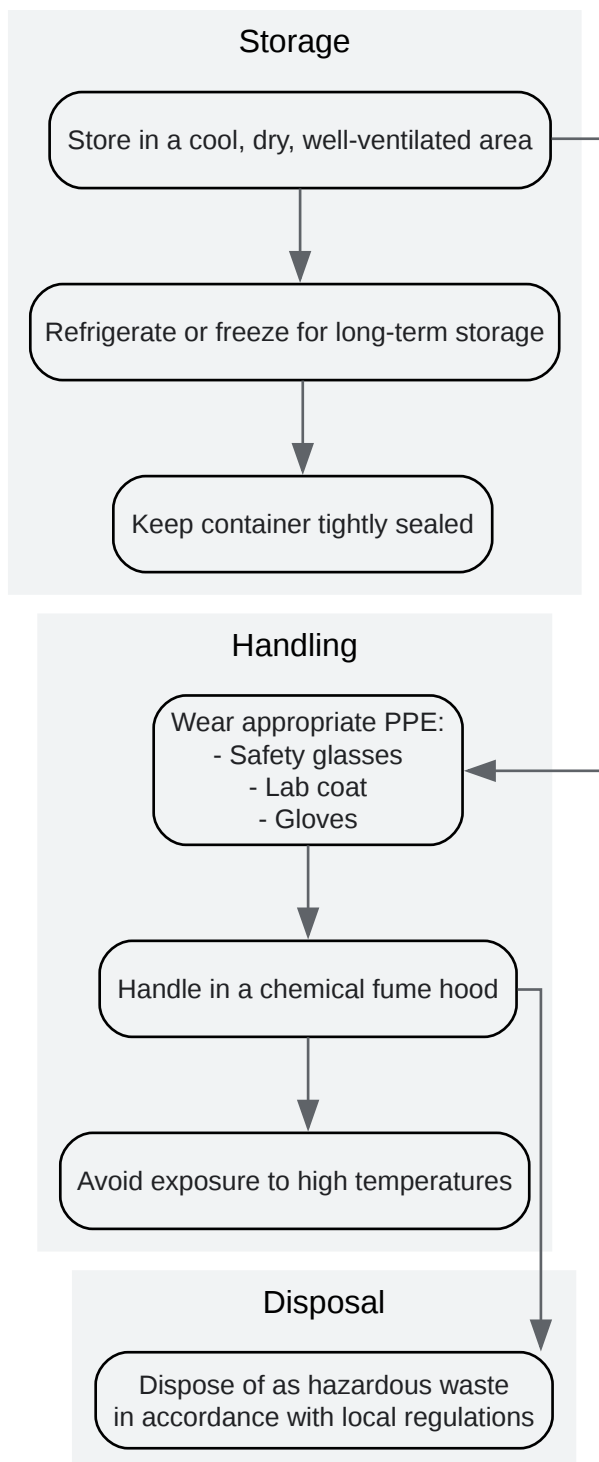 Storage
Store in a cool, dry, well-ventilated area
Refrigerate or freeze for long-term storage
Keep container tightly sealed
Handling
Wear appropriate PPE:
- Safety glasses
- Lab coat
- Gloves
Handle in a chemical fume hood
Avoid exposure to high temperatures
Disposal
Dispose of as hazardous waste
in accordance with local regulations